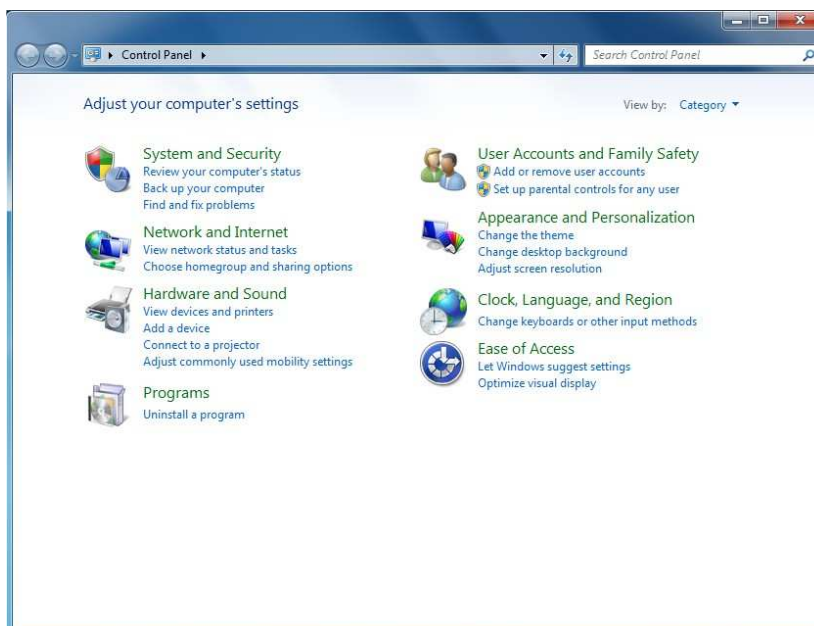 Control Panel
Search Control Panel
Adjust your computer's settings
View by: Category
System and Security
Review your computer's status
Back up your computer
Find and fix problems
Network and Internet
View network status and tasks
Choose homegroup and sharing options
Hardware and Sound
View devices and printers
Add a device
Connect to a projector
Adjust commonly used mobility settings
Programs
Uninstall a program
User Accounts and Family Safety
Add or remove user accounts
Set up parental controls for any user
Appearance and Personalization
Change the theme
Change desktop background
Adjust screen resolution
Clock, Language, and Region
Change keyboards or other input methods
Ease of Access
Let Windows suggest settings
Optimize visual display